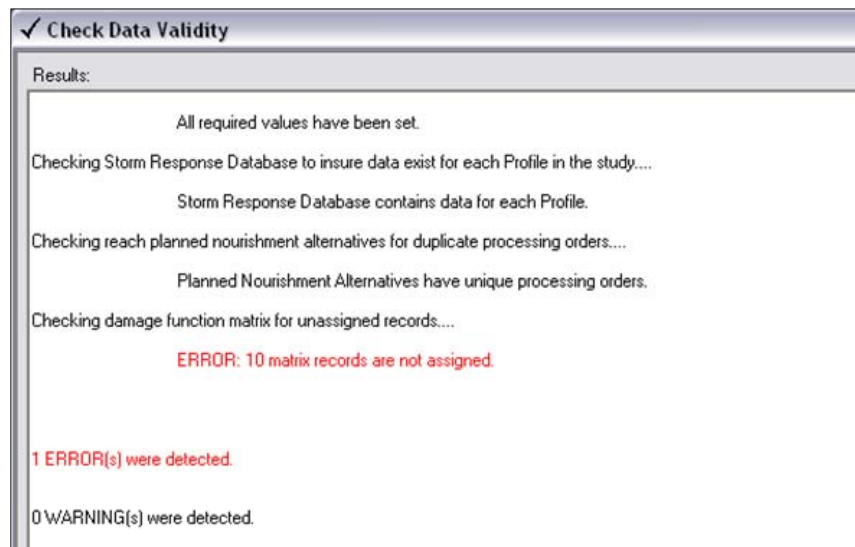 Check Data Validity
Results:
All required values have been set.
Checking Storm Response Database to insure data exist for each Profile in the study....
Storm Response Database contains data for each Profile.
Checking reach planned nourishment alternatives for duplicate processing orders....
Planned Nourishment Alternatives have unique processing orders.
Checking damage function matrix for unassigned records....
ERROR: 10 matrix records are not assigned.
1 ERROR(s) were detected.
0 WARNING(s) were detected.